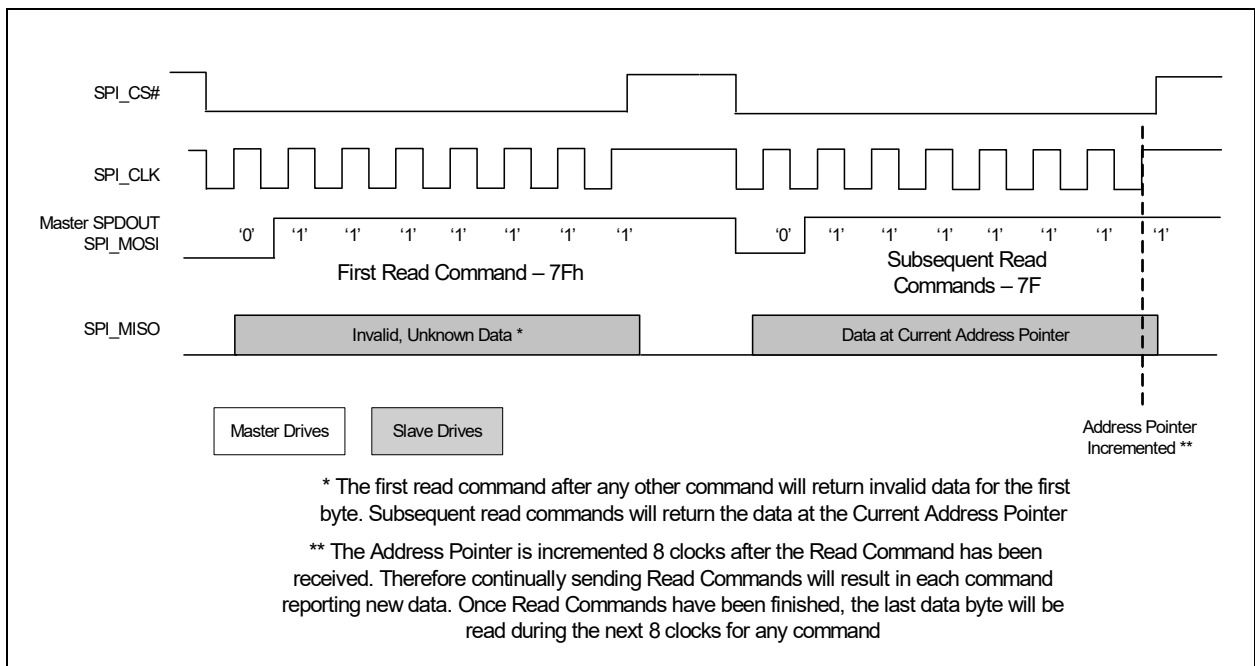 SPI_CS#
SPI_CLK
Master SPDOUT
SPI_MOSI
‘0’ ‘1’ ‘1’ ‘1’ ‘1’ ‘1’ ‘1’ ‘1’ ‘0’ ‘1’ ‘1’ ‘1’ ‘1’ ‘1’ ‘1’ ‘1’
First Read Command – 7Fh
Subsequent Read
Commands – 7F
SPI_MISO
Invalid, Unknown Data *
Data at Current Address Pointer
Master Drives
Slave Drives
Address Pointer
Incremented **
* The first read command after any other command will return invalid data for the first
byte. Subsequent read commands will return the data at the Current Address Pointer
** The Address Pointer is incremented 8 clocks after the Read Command has been
received. Therefore continually sending Read Commands will result in each command
reporting new data. Once Read Commands have been finished, the last data byte will be
read during the next 8 clocks for any command